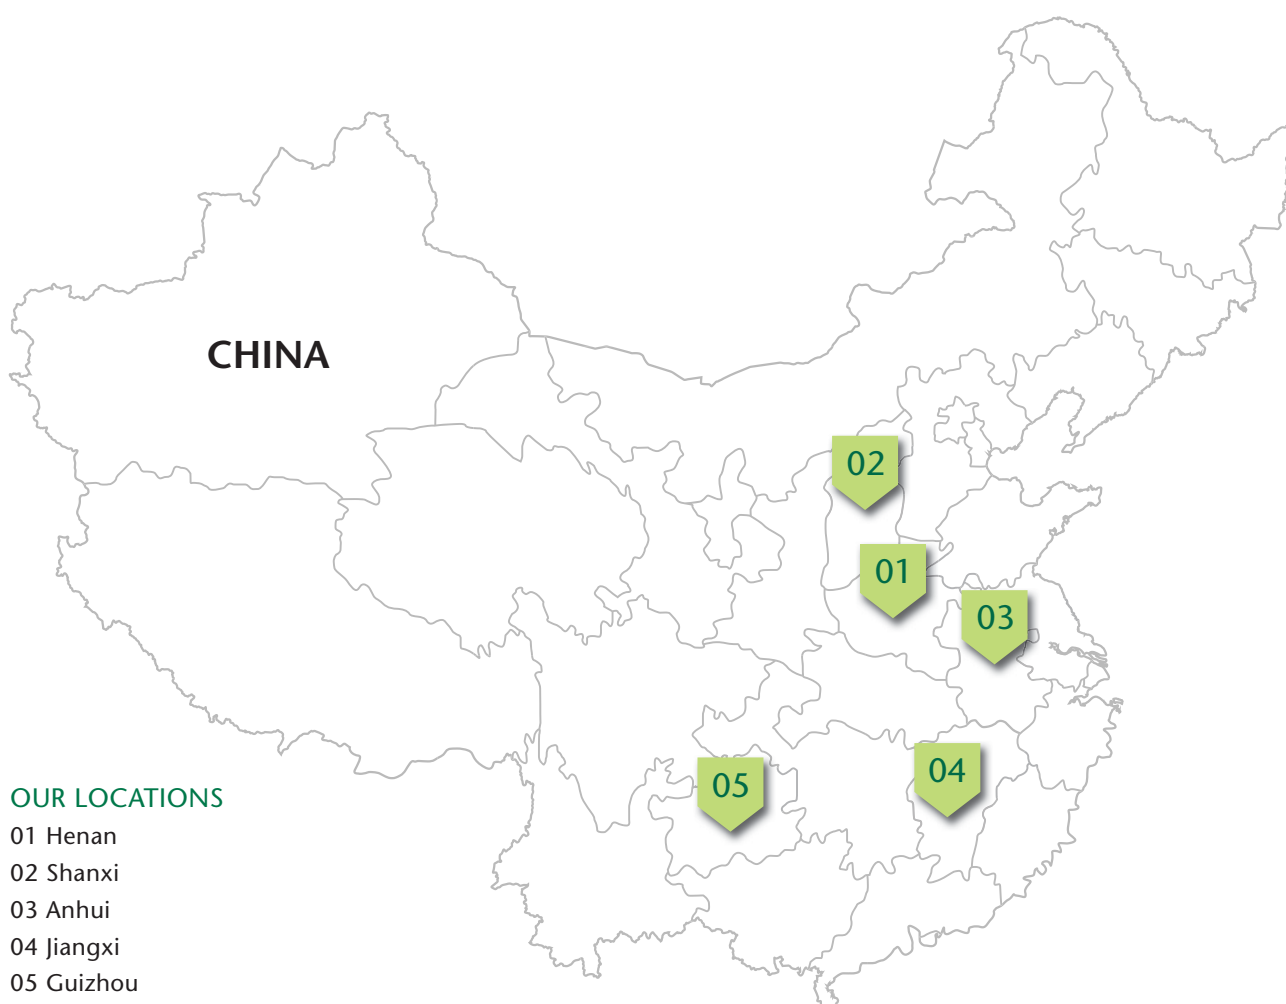 CHINA
02
01
03
04
05
OUR LOCATIONS
01 Henan
02 Shanxi
03 Anhui
04 Jiangxi
05 Guizhou